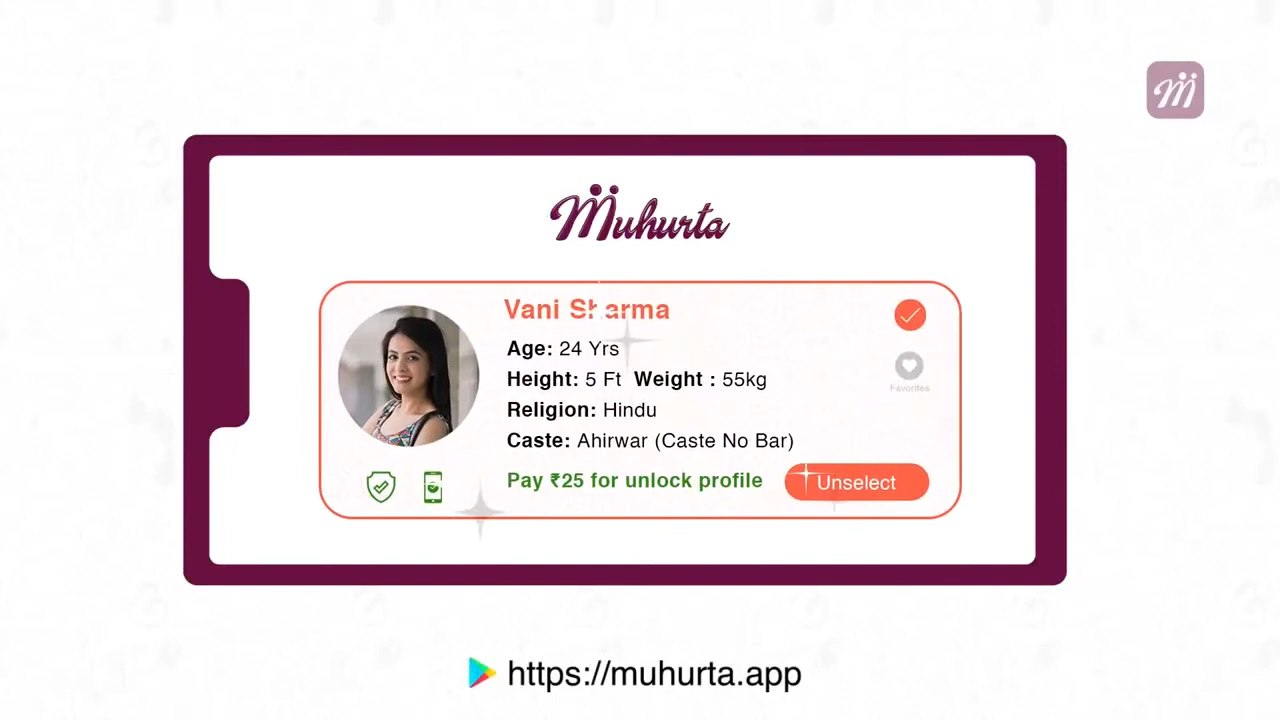 Muhurta
Vani Sharma
Age: 24 Yrs
Height: 5 Ft Weight : 55kg
Favorites
Religion: Hindu
Caste: Ahirwar (Caste No Bar)
Pay ₹25 for unlock profile
Unselect
https://muhurta.app